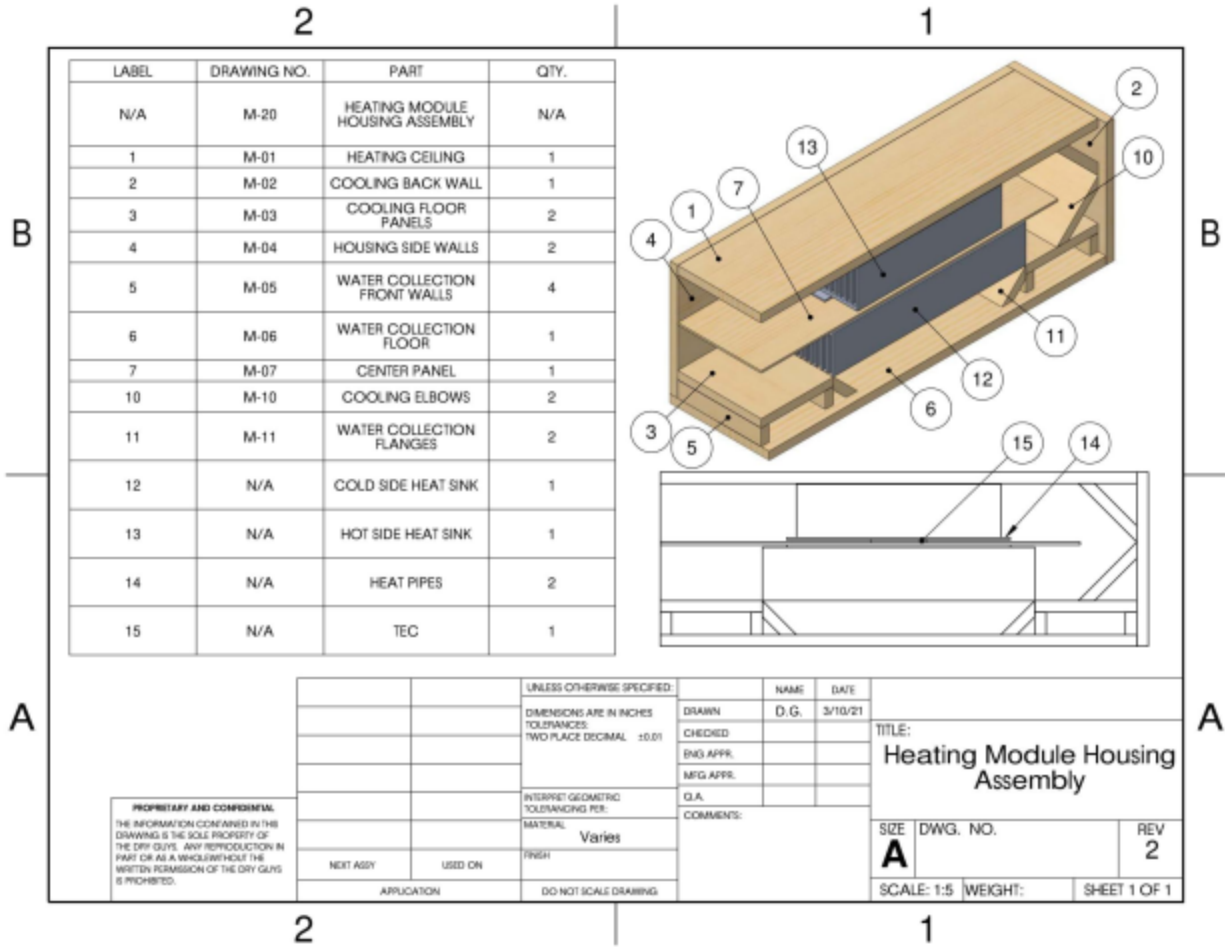 2 1
LABEL DRAWING NO. PART QTY.
N/A M-20 HEATING MODULE HOUSING ASSEMBLY N/A
1 M-01 HEATING CEILING 1
2 M-02 COOLING BACK WALL 1
3 M-03 COOLING FLOOR PANELS 2
4 M-04 HOUSING SIDE WALLS 2
5 M-05 WATER COLLECTION FRONT WALLS 4
6 M-06 WATER COLLECTION FLOOR 1
7 M-07 CENTER PANEL 1
10 M-10 COOLING ELBOWS 2
11 M-11 WATER COLLECTION FLANGES 2
12 N/A COLD SIDE HEAT SINK 1
13 N/A HOT SIDE HEAT SINK 1
14 N/A HEAT PIPES 2
15 N/A TEC 1
2
13
10
7
1
4
11
12
6
3
5
15
14
B B
A A
PROPRIETARY AND CONFIDENTIAL
THE INFORMATION CONTAINED IN THIS
DRAWING IS THE SOLE PROPERTY OF
THE DRY GUYS. ANY REPRODUCTION IN
PART OR AS A WHOLEWITHOUT THE
WRITTEN PERMISSION OF THE DRY GUYS
IS PROHIBITED.
NEXT ASSY USED ON
APPLICATION
UNLESS OTHERWISE SPECIFIED:
DIMENSIONS ARE IN INCHES
TOLERANCES:
TWO PLACE DECIMAL ±0.01
INTERPRET GEOMETRIC
TOLERANCING PER:
MATERIAL
Varies
FINISH
DO NOT SCALE DRAWING
NAME DATE
DRAWN D.G. 3/10/21
CHECKED
ENG APPR.
MFG APPR.
Q.A.
COMMENTS:
TITLE:
Heating Module Housing
Assembly
SIZE DWG. NO. REV
A 2
SCALE: 1:5 WEIGHT: SHEET 1 OF 1
2 1